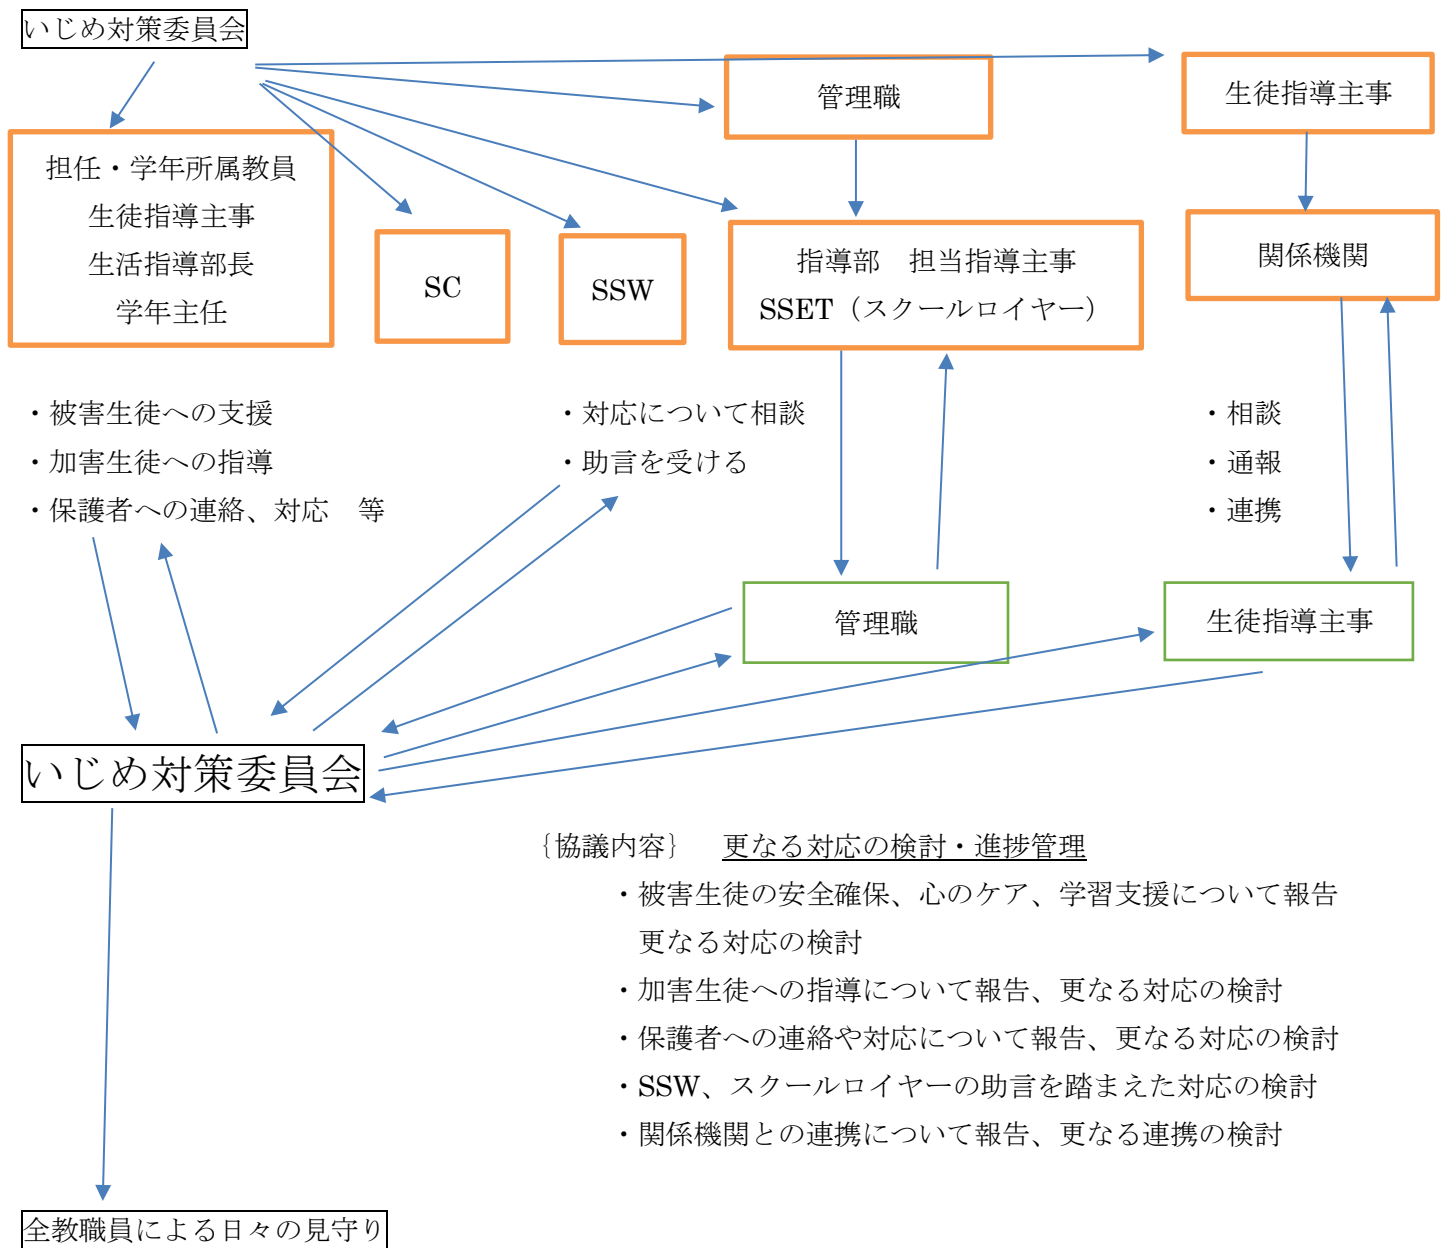 いじめ対策委員会
管理職
生徒指導主事
担任・学年所属教員
生徒指導主事
生活指導部長
学年主任
SC
SSW
指導部　担当指導主事
SSET（スクールロイヤー）
関係機関
・被害生徒への支援
・加害生徒への指導
・保護者への連絡、対応　等
・対応について相談
・助言を受ける
・相談
・通報
・連携
管理職
生徒指導主事
いじめ対策委員会
｛協議内容｝　更なる対応の検討・進捗管理
・被害生徒の安全確保、心のケア、学習支援について報告
更なる対応の検討
・加害生徒への指導について報告、更なる対応の検討
・保護者への連絡や対応について報告、更なる対応の検討
・SSW、スクールロイヤーの助言を踏まえた対応の検討
・関係機関との連携について報告、更なる連携の検討
全教職員による日々の見守り